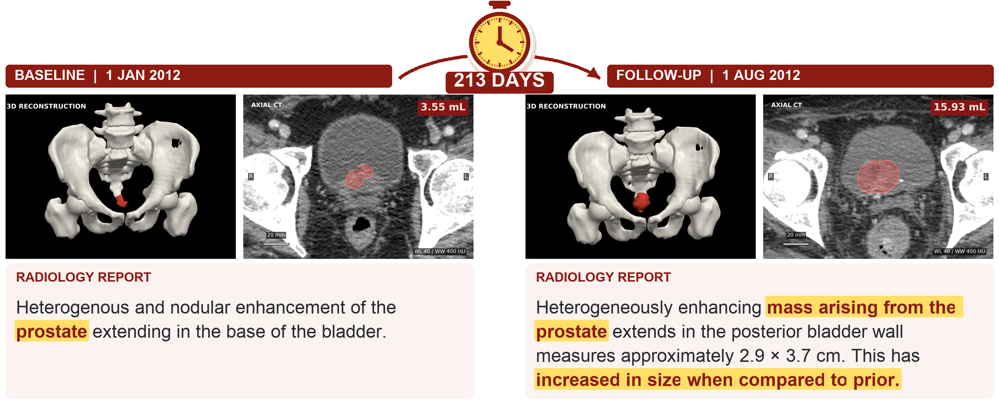 213 DAYS
BASELINE | 1 JAN 2012
3D RECONSTRUCTION
AXIAL CT
3.55 mL
R
L
20 mm
WL 40 / WW 400 HU
RADIOLOGY REPORT
Heterogenous and nodular enhancement of the
prostate extending in the base of the bladder.
FOLLOW-UP | 1 AUG 2012
3D RECONSTRUCTION
AXIAL CT
15.93 mL
R
L
20 mm
WL 40 / WW 400 HU
RADIOLOGY REPORT
Heterogeneously enhancing mass arising from the
prostate extends in the posterior bladder wall
measures approximately 2.9 × 3.7 cm. This has
increased in size when compared to prior.